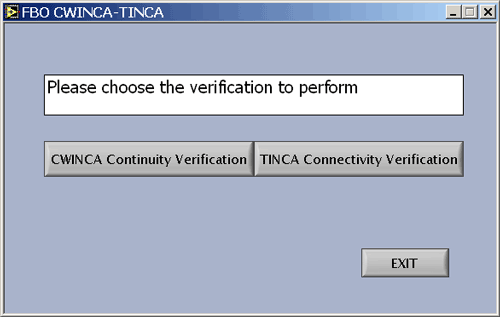 FBO CWINCA-TINCA
Please choose the verification to perform
CWINCA Continuity Verification
TINCA Connectivity Verification
EXIT